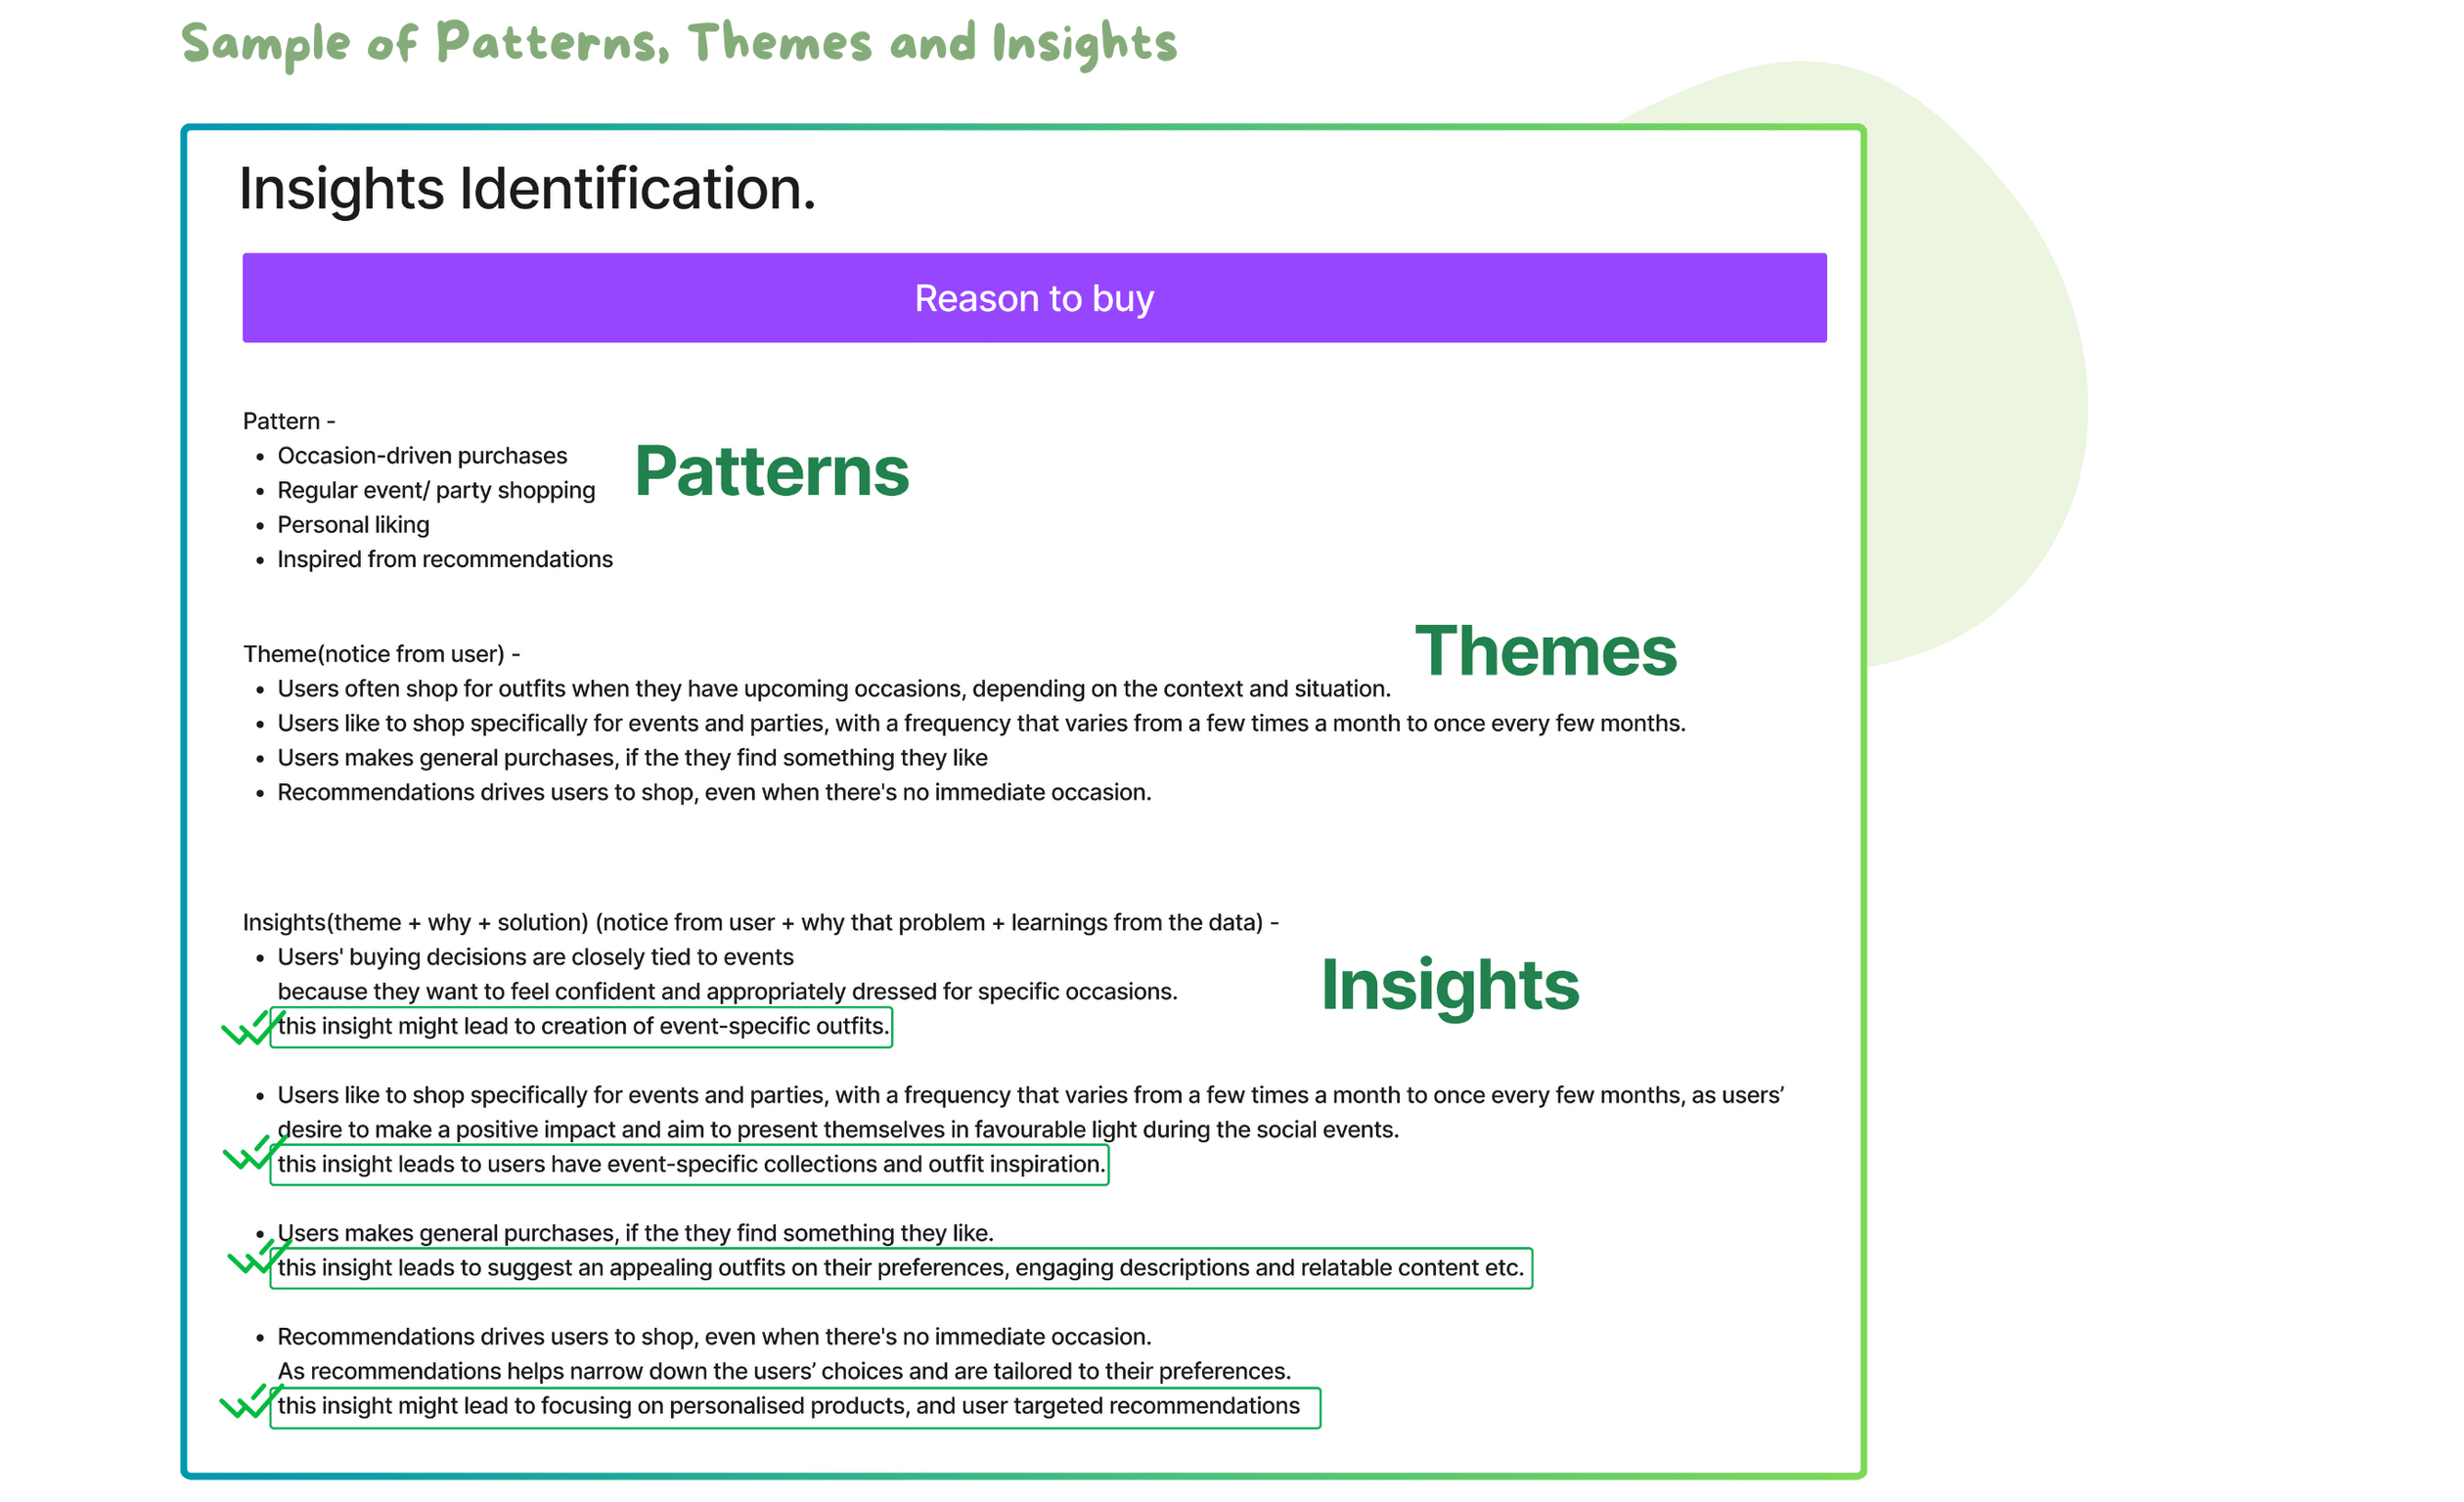 Sample of Patterns, Themes and Insights
Insights Identification.
Reason to buy
Pattern -
• Occasion-driven purchases
• Regular event/ party shopping
• Personal liking
• Inspired from recommendations
Patterns
Themes
Theme(notice from user) -
• Users often shop for outfits when they have upcoming occasions, depending on the context and situation.
• Users like to shop specifically for events and parties, with a frequency that varies from a few times a month to once every few months.
• Users makes general purchases, if the they find something they like
• Recommendations drives users to shop, even when there's no immediate occasion.
Insights(theme + why + solution) (notice from user + why that problem + learnings from the data) -
• Users' buying decisions are closely tied to events
because they want to feel confident and appropriately dressed for specific occasions.
Insights
this insight might lead to creation of event-specific outfits.
• Users like to shop specifically for events and parties, with a frequency that varies from a few times a month to once every few months, as users’
desire to make a positive impact and aim to present themselves in favourable light during the social events.
this insight leads to users have event-specific collections and outfit inspiration.
• Users makes general purchases, if the they find something they like.
this insight leads to suggest an appealing outfits on their preferences, engaging descriptions and relatable content etc.
• Recommendations drives users to shop, even when there's no immediate occasion.
As recommendations helps narrow down the users’ choices and are tailored to their preferences.
this insight might lead to focusing on personalised products, and user targeted recommendations